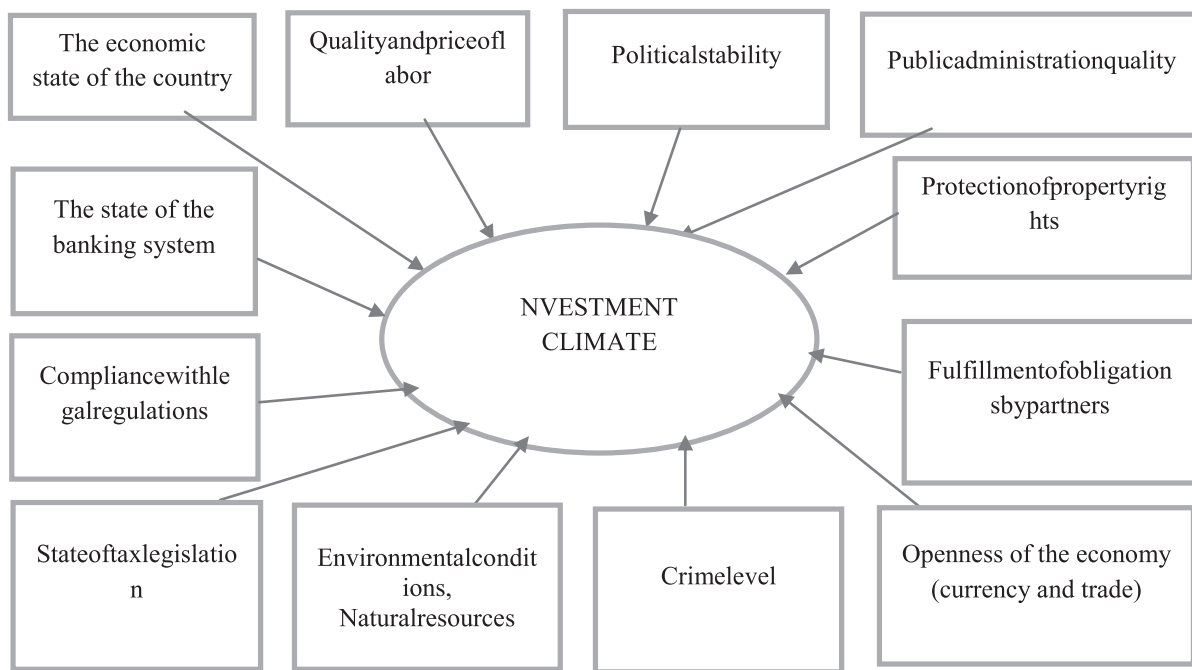 The economic
state of the country
Qualityandpriceofl
abor
Politicalstability
Publicadministrationquality
The state of the
banking system
Protectionofpropertyrig
hts
NVESTMENT
CLIMATE
Compliancewithle
galregulations
Fulfillmentofobligation
sbypartners
Stateoftaxlegislatio
n
Environmentalcondit
ions,
Naturalresources
Crimelevel
Openness of the economy
(currency and trade)